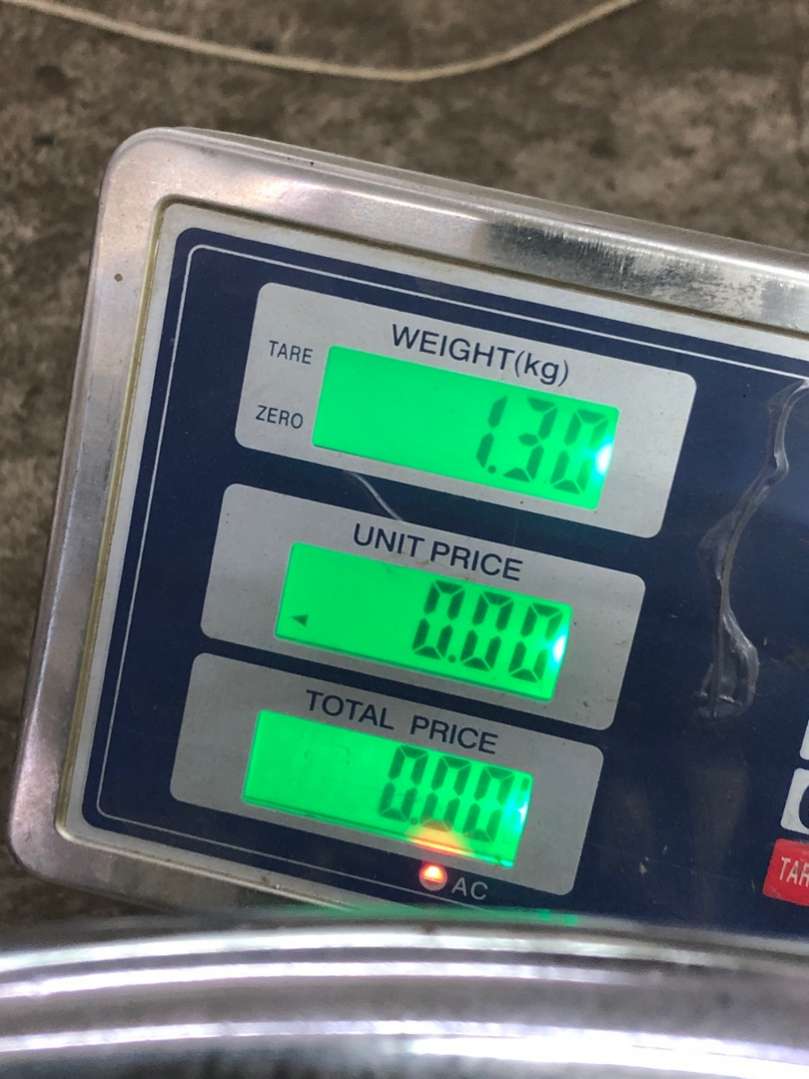 WEIGHT(kg)
TARE
ZERO
1.30
UNIT PRICE
0.00
TOTAL PRICE
0.00
AC